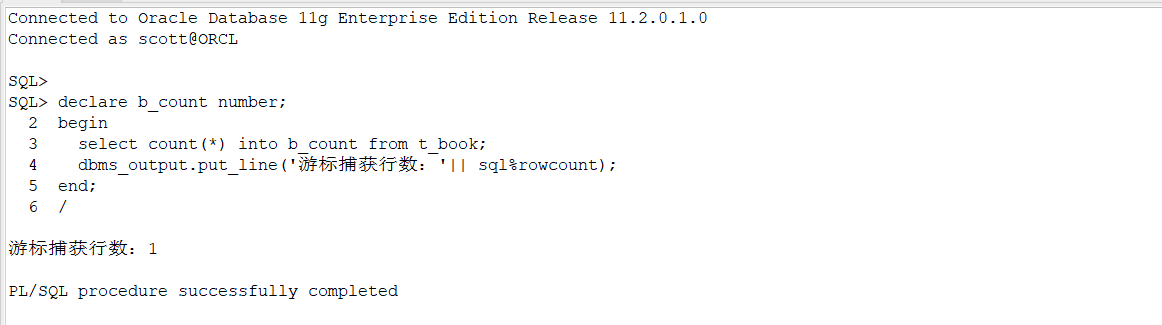 Connected to Oracle Database 11g Enterprise Edition Release 11.2.0.1.0
Connected as scott@ORCL
SQL>
SQL> declare b_count number;
2 begin
3 select count(*) into b_count from t_book;
4 dbms_output.put_line('游标捕获行数：'|| sql%rowcount);
5 end;
6 /
游标捕获行数：1
PL/SQL procedure successfully completed